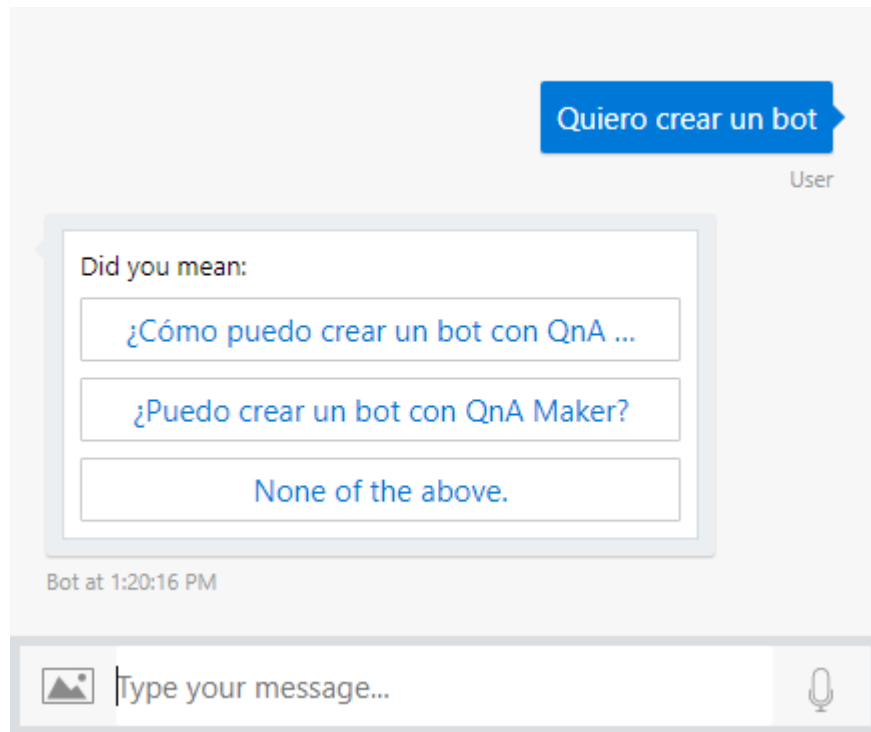 Quiero crear un bot
User
Did you mean:
¿Cómo puedo crear un bot con QnA ...
¿Puedo crear un bot con QnA Maker?
None of the above.
Bot at 1:20:16 PM
Type your message...